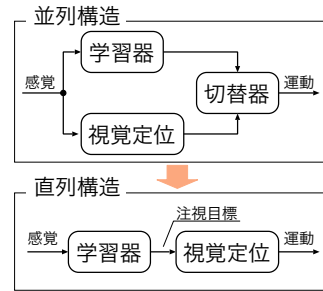 並列構造
学習器
感覚
切替器
運動
視覚定位
直列構造
注視目標
感覚
学習器
視覚定位
運動